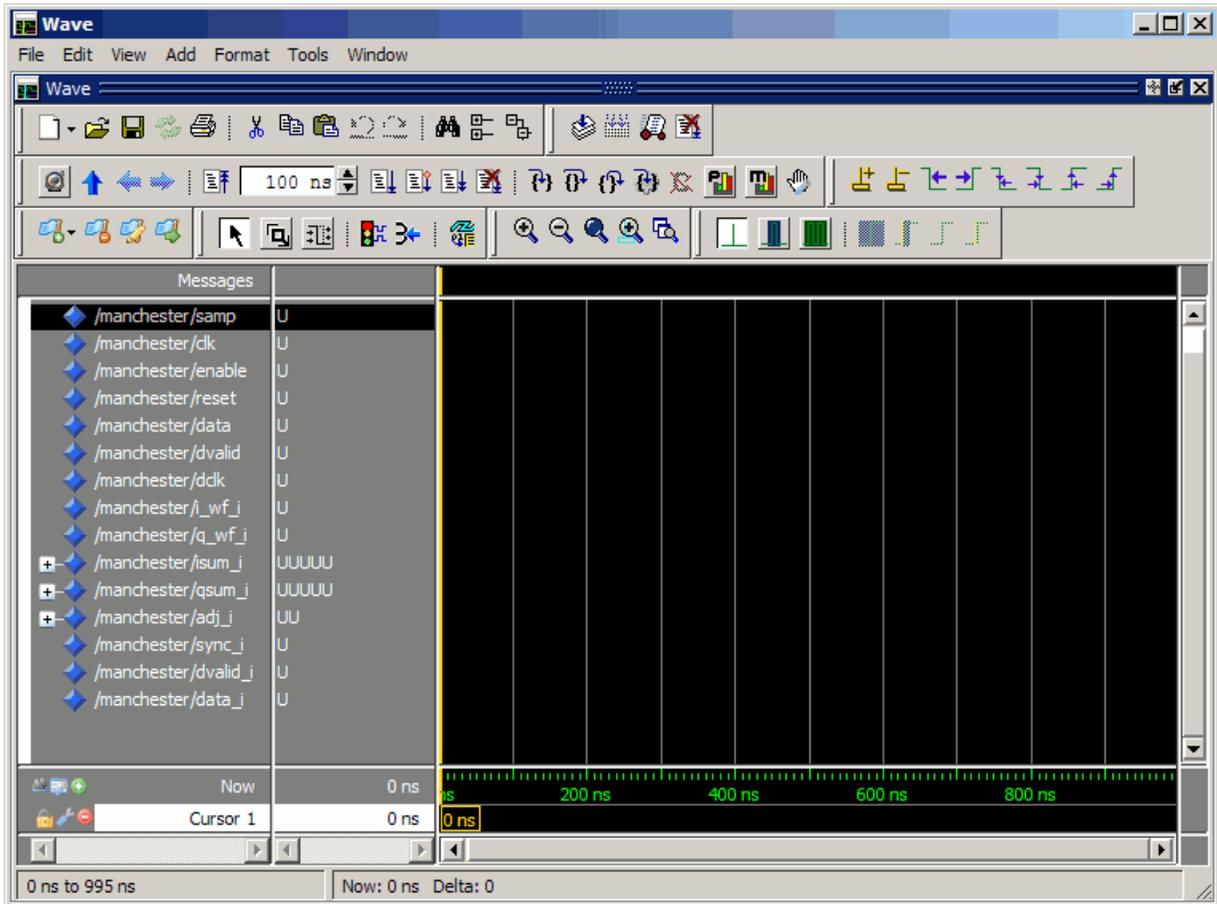 Wave
File Edit View Add Format Tools Window
Wave
100 ns
Messages
/manchester/samp U
/manchester/clk U
/manchester/enable U
/manchester/reset U
/manchester/data U
/manchester/dvalid U
/manchester/dclk U
/manchester/i_wf_i U
/manchester/q_wf_i U
/manchester/isum_i UUUUU
/manchester/qsum_i UUUUU
/manchester/adj_i UU
/manchester/sync_i U
/manchester/dvalid_i U
/manchester/data_i U
Now 0 ns ns 200 ns 400 ns 600 ns 800 ns
Cursor 1 0 ns 0 ns
0 ns to 995 ns Now: 0 ns Delta: 0